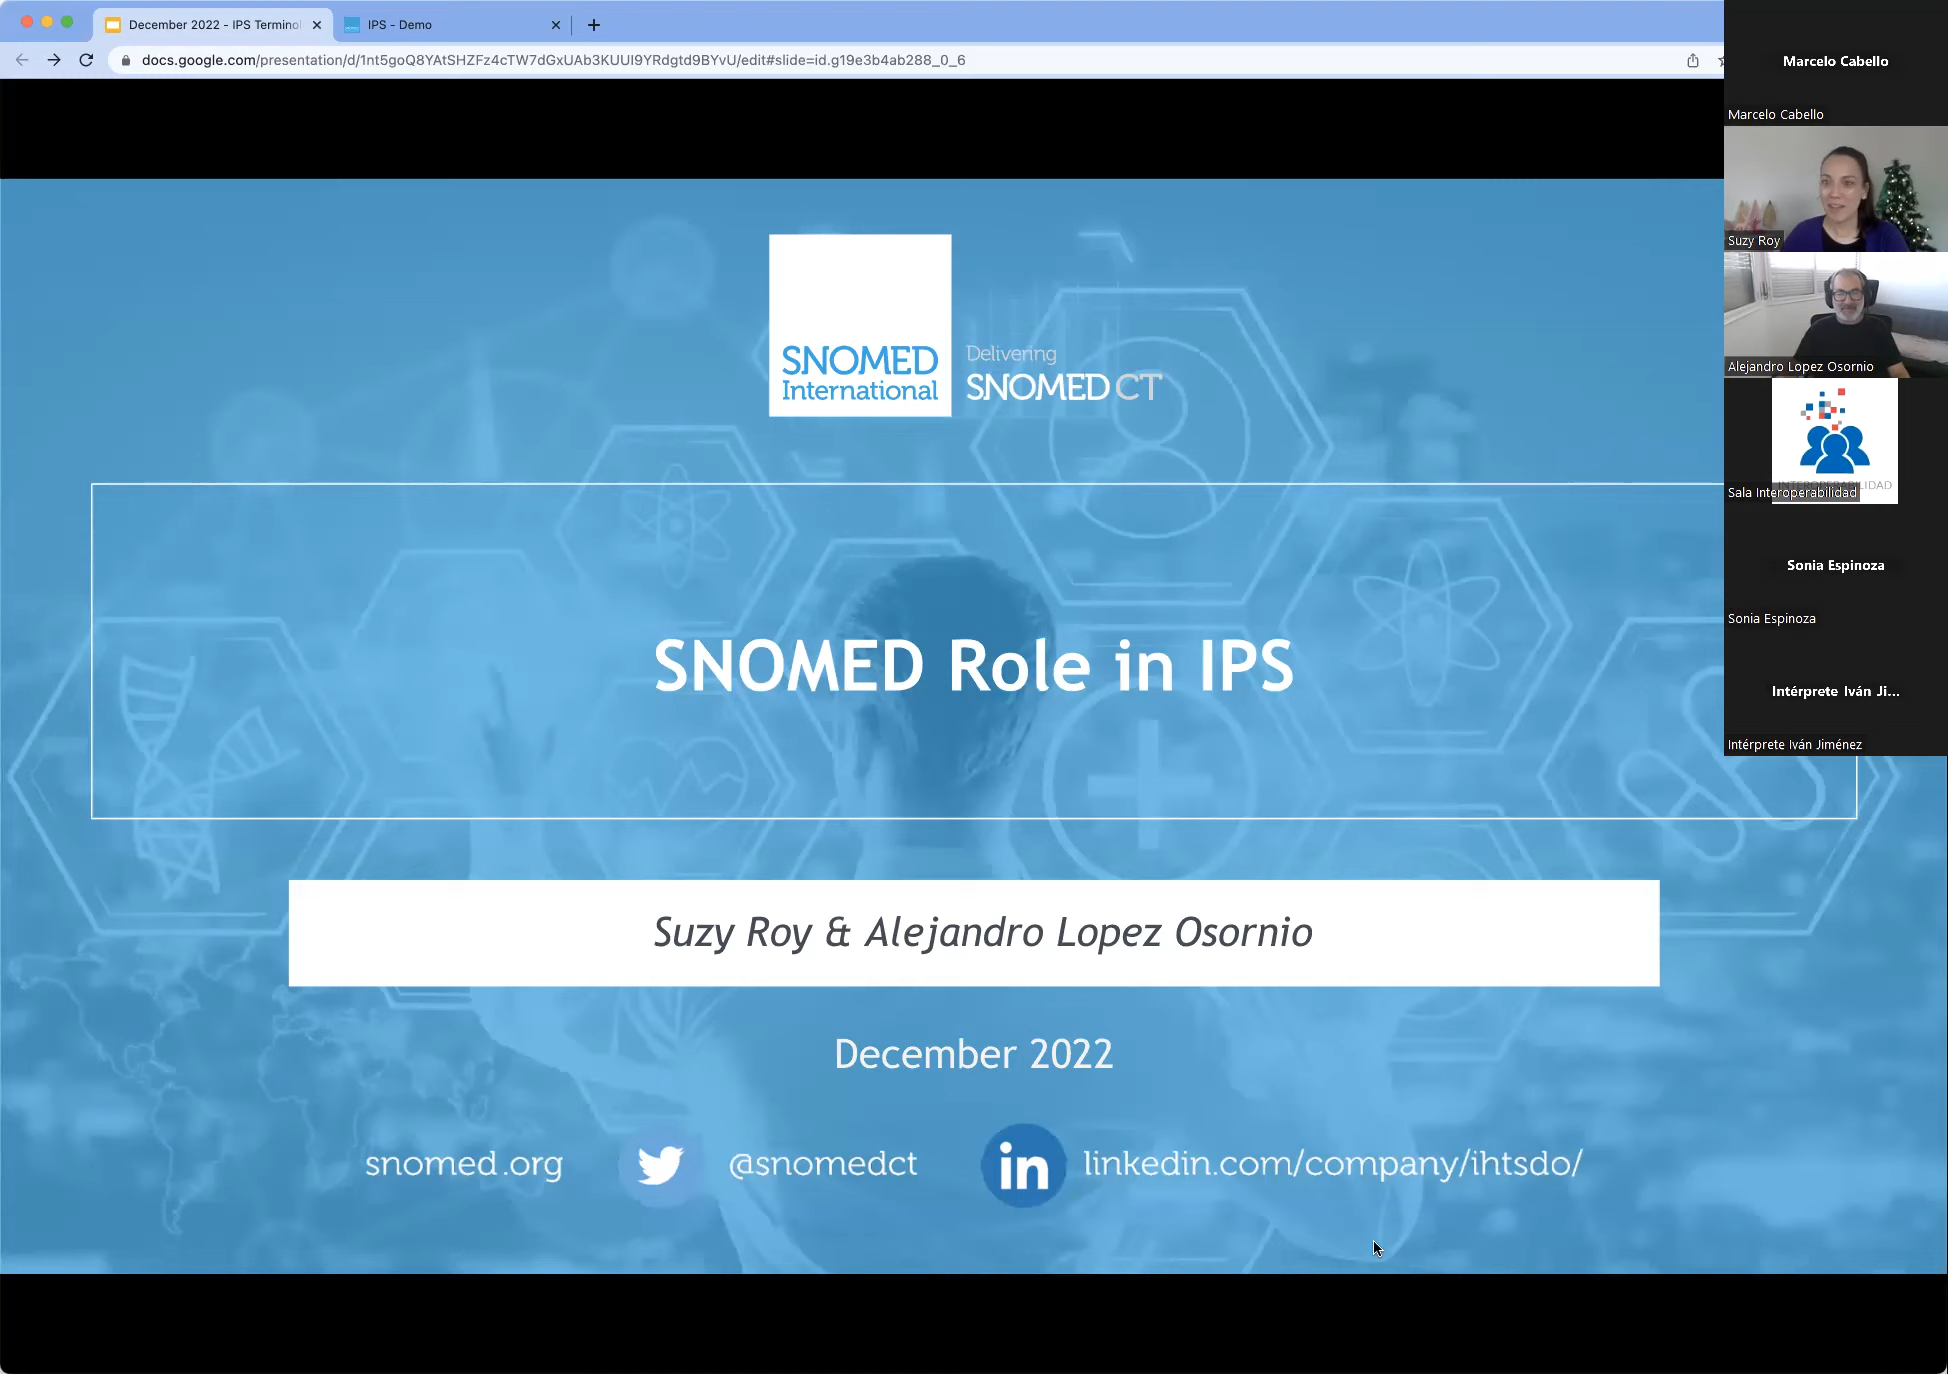 December 2022 - IPS Termino
IPS - Demo
docs.google.com/presentation/d/1nt5goQ8YAtSHZFz4cTW7dGxUAb3KUUI9YRdgtd9BYvU/edit#slide=id.g19e3b4ab288_0_6
SNOMED
International
Delivering
SNOMED CT
SNOMED Role in IPS
Suzy Roy & Alejandro Lopez Osornio
December 2022
snomed.org
@snomedct
in
linkedin.com/company/ihtsdo/
Marcelo Cabello
Marcelo Cabello
Suzy Roy
Alejandro Lopez Osornio
INTEROPERABILIDAD
Sala Interoperabilidad
Sonia Espinoza
Sonia Espinoza
Intérprete Iván Ji...
Intérprete Iván Jiménez